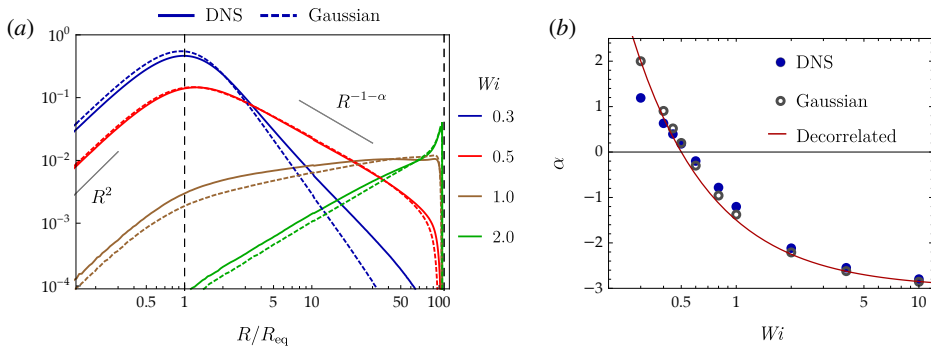 (a)
DNS
Gaussian
10^0
10^-1
10^-2
10^-3
10^-4
R^2
R^{-1-α}
0.5 1 5 10 50 100
R/R_eq
Wi
0.3
0.5
1.0
2.0
(b)
2
1
0
−1
−2
−3
α
DNS
Gaussian
Decorrelated
0.5 1 5 10
Wi